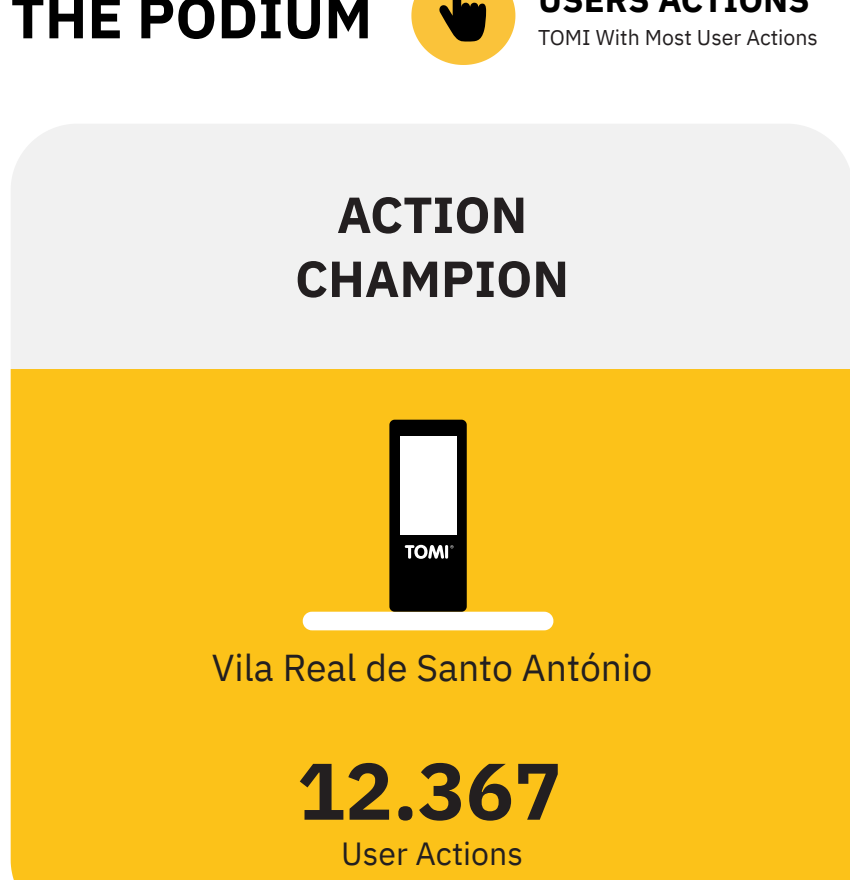 THE PODIUM
USERS ACTIONS
TOMI With Most User Actions
ACTION
CHAMPION
TOMI®
Vila Real de Santo António
12.367
User Actions